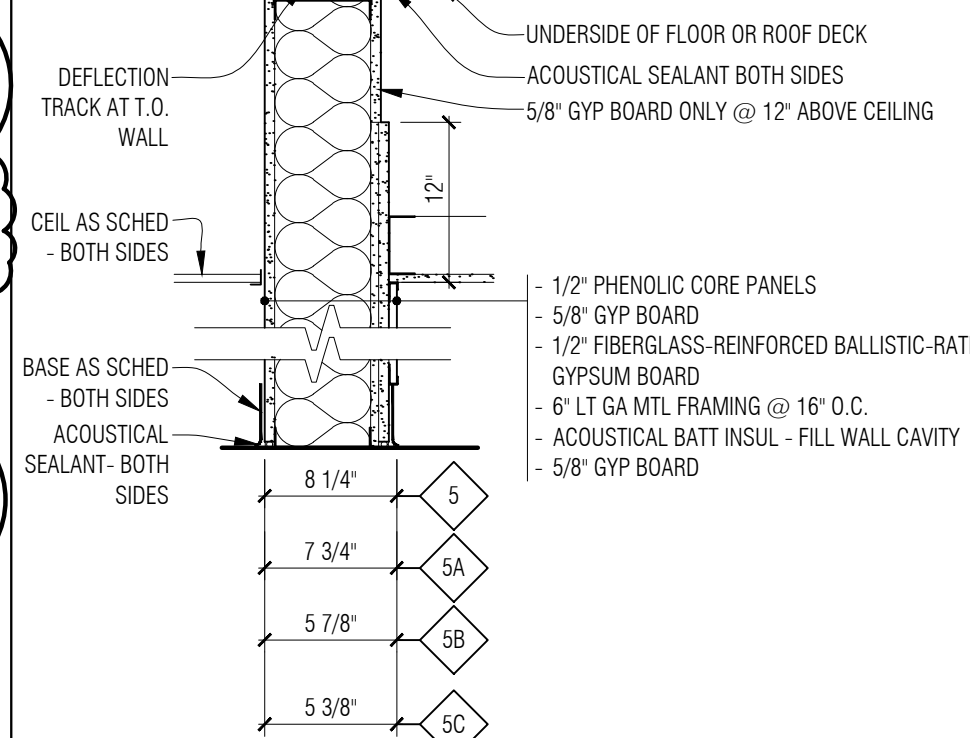 UNDERSIDE OF FLOOR OR ROOF DECK
ACOUSTICAL SEALANT BOTH SIDES
5/8" GYP BOARD ONLY @ 12" ABOVE CEILING
DEFLECTION
TRACK AT T.O.
WALL
12"
CEIL AS SCHED
- BOTH SIDES
- 1/2" PHENOLIC CORE PANELS
- 5/8" GYP BOARD
- 1/2" FIBERGLASS-REINFORCED
GYPSUM BOARD
- 6" LT GA MTL FRAMING @ 16" O.C.
- ACOUSTICAL BATT INSUL - FILL WALL CAVITY
- 5/8" GYP BOARD
BASE AS SCHED
- BOTH SIDES
ACOUSTICAL
SEALANT- BOTH
SIDES
8 1/4"
5
7 3/4"
5A
5 7/8"
5B
5 3/8"
5C